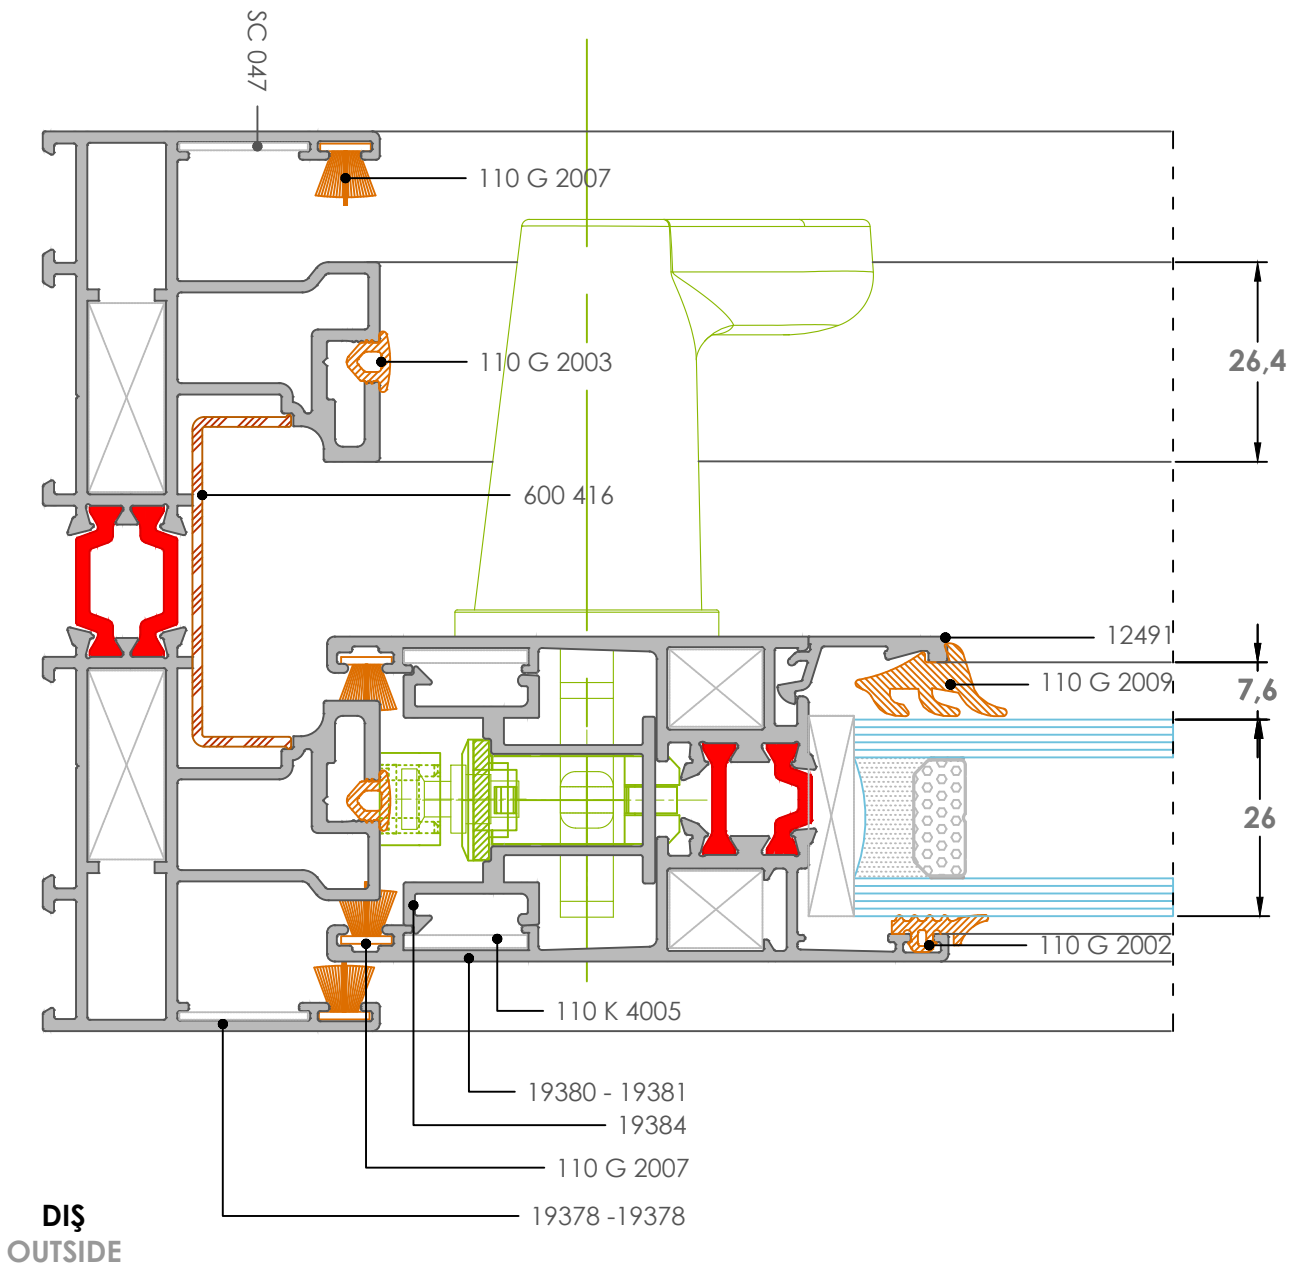 SC 047
110 G 2007
110 G 2003
26,4
600 416
12491
110 G 2009
7,6
26
110 G 2002
110 K 4005
19380 - 19381
19384
110 G 2007
19378 -19378
DIŞ
OUTSIDE